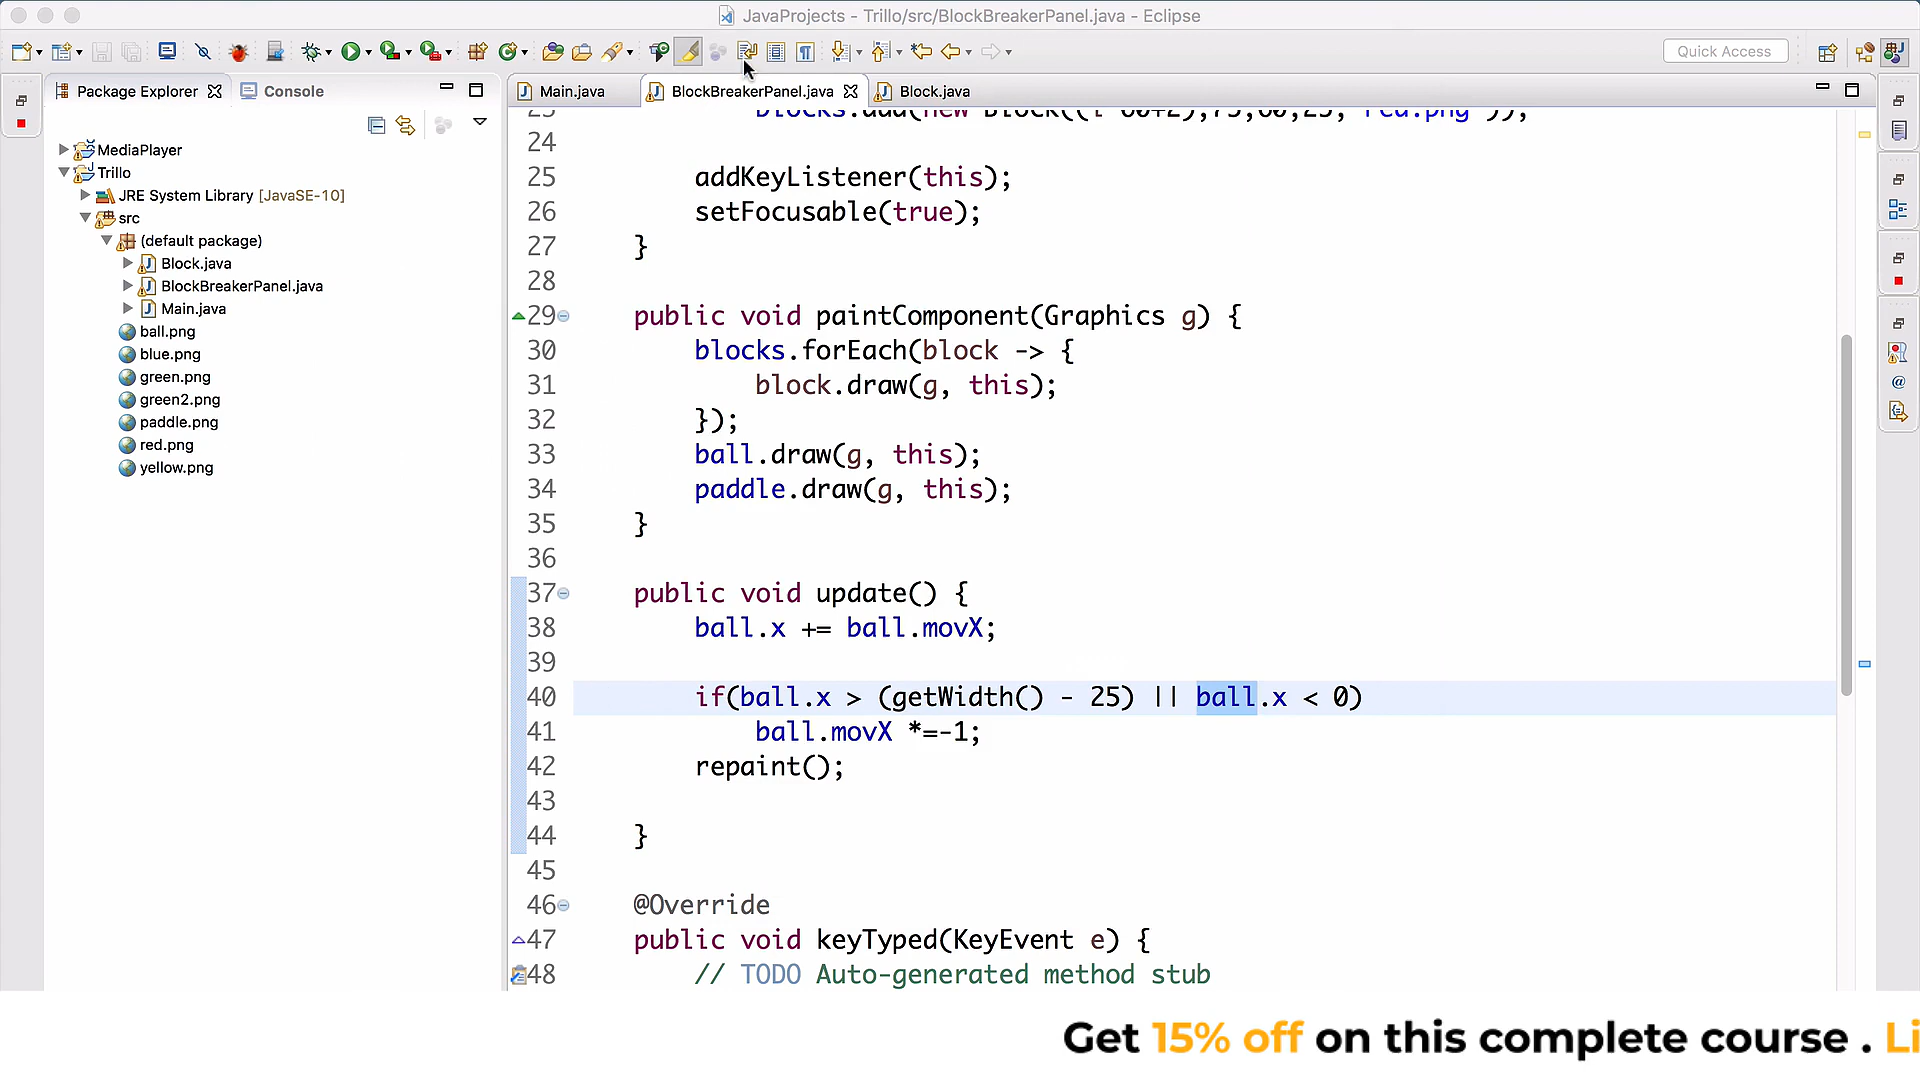 JavaProjects - Trillo/src/BlockBreakerPanel.java - Eclipse
Quick Access
Package Explorer
Console
Main.java
BlockBreakerPanel.java
Block.java
MediaPlayer
Trillo
JRE System Library [JavaSE-10]
src
(default package)
Block.java
BlockBreakerPanel.java
Main.java
ball.png
blue.png
green.png
green2.png
paddle.png
red.png
yellow.png
24
25 addKeyListener(this);
26 setFocusable(true);
27 }
28
29 public void paintComponent(Graphics g) {
30 blocks.forEach(block -> {
31 block.draw(g, this);
32 });
33 ball.draw(g, this);
34 paddle.draw(g, this);
35 }
36
37 public void update() {
38 ball.x += ball.movX;
39
40 if(ball.x > (getWidth() - 25) || ball.x < 0)
41 ball.movX *=-1;
42 repaint();
43
44 }
45
46 @Override
47 public void keyTyped(KeyEvent e) {
48 // TODO Auto-generated method stub
Get 15% off on this complete course . Li